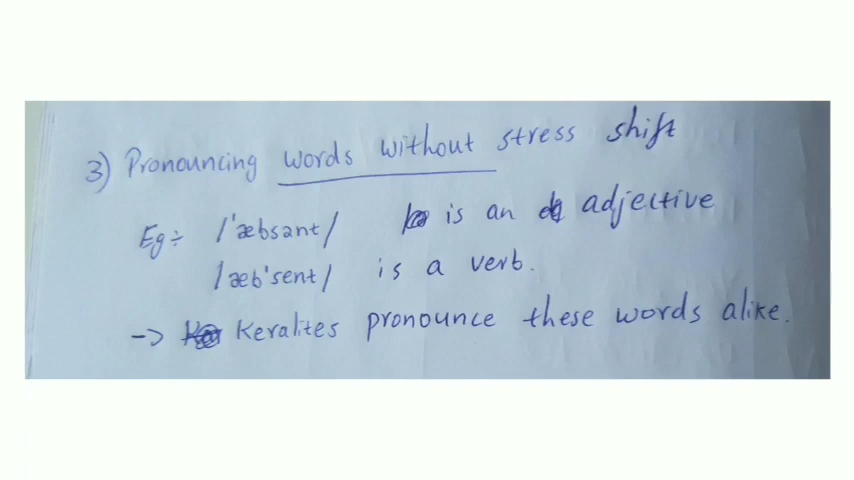 3) Pronouncing words without stress shift
Eg÷ /'æbsant/ is an adjective
/æb'sent/ is a verb.
-> Keralites pronounce these words alike.